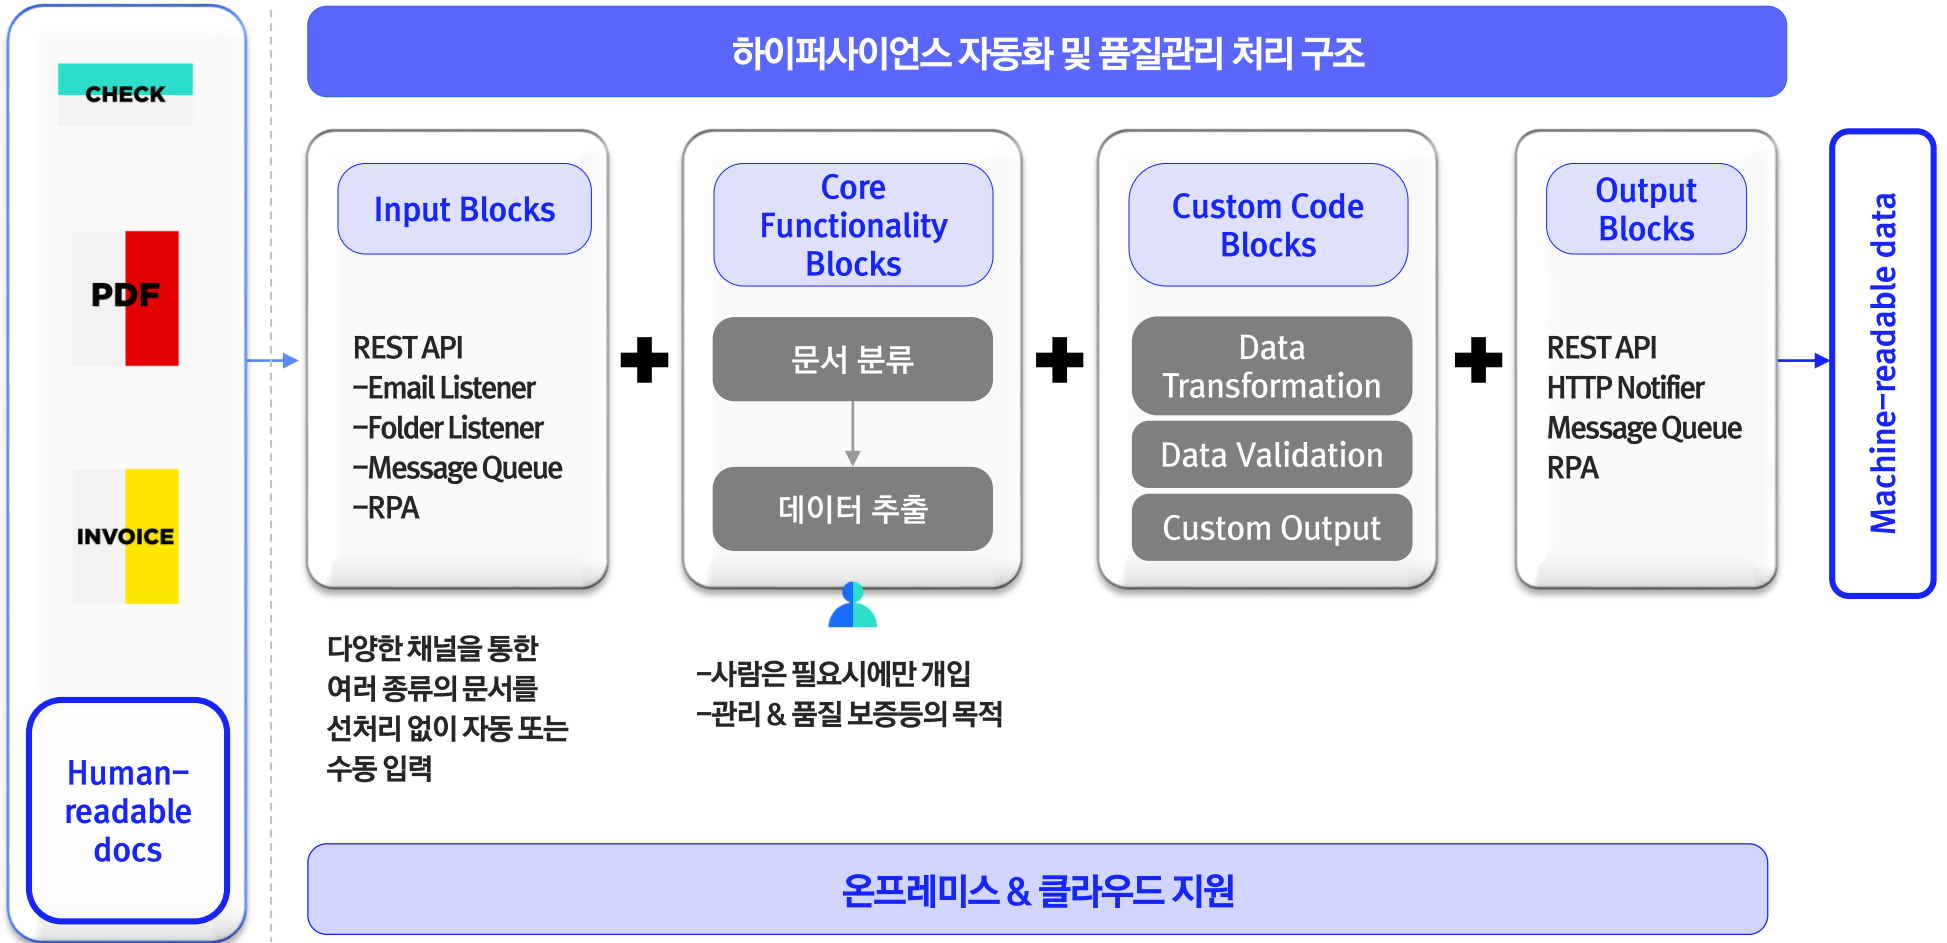 CHECK
PDF
INVOICE
Human-
readable
docs
하이퍼사이언스 자동화 및 품질관리 처리 구조
Input Blocks
REST API
-Email Listener
-Folder Listener
-Message Queue
-RPA
다양한 채널을 통한
여러 종류의 문서를
선처리 없이 자동 또는
수동 입력
Core
Functionality
Blocks
문서 분류
데이터 추출
-사람은 필요시에만 개입
-관리 & 품질 보증등의 목적
Custom Code
Blocks
Data
Transformation
Data Validation
Custom Output
Output
Blocks
REST API
HTTP Notifier
Message Queue
RPA
Machine-readable data
온프레미스 & 클라우드 지원